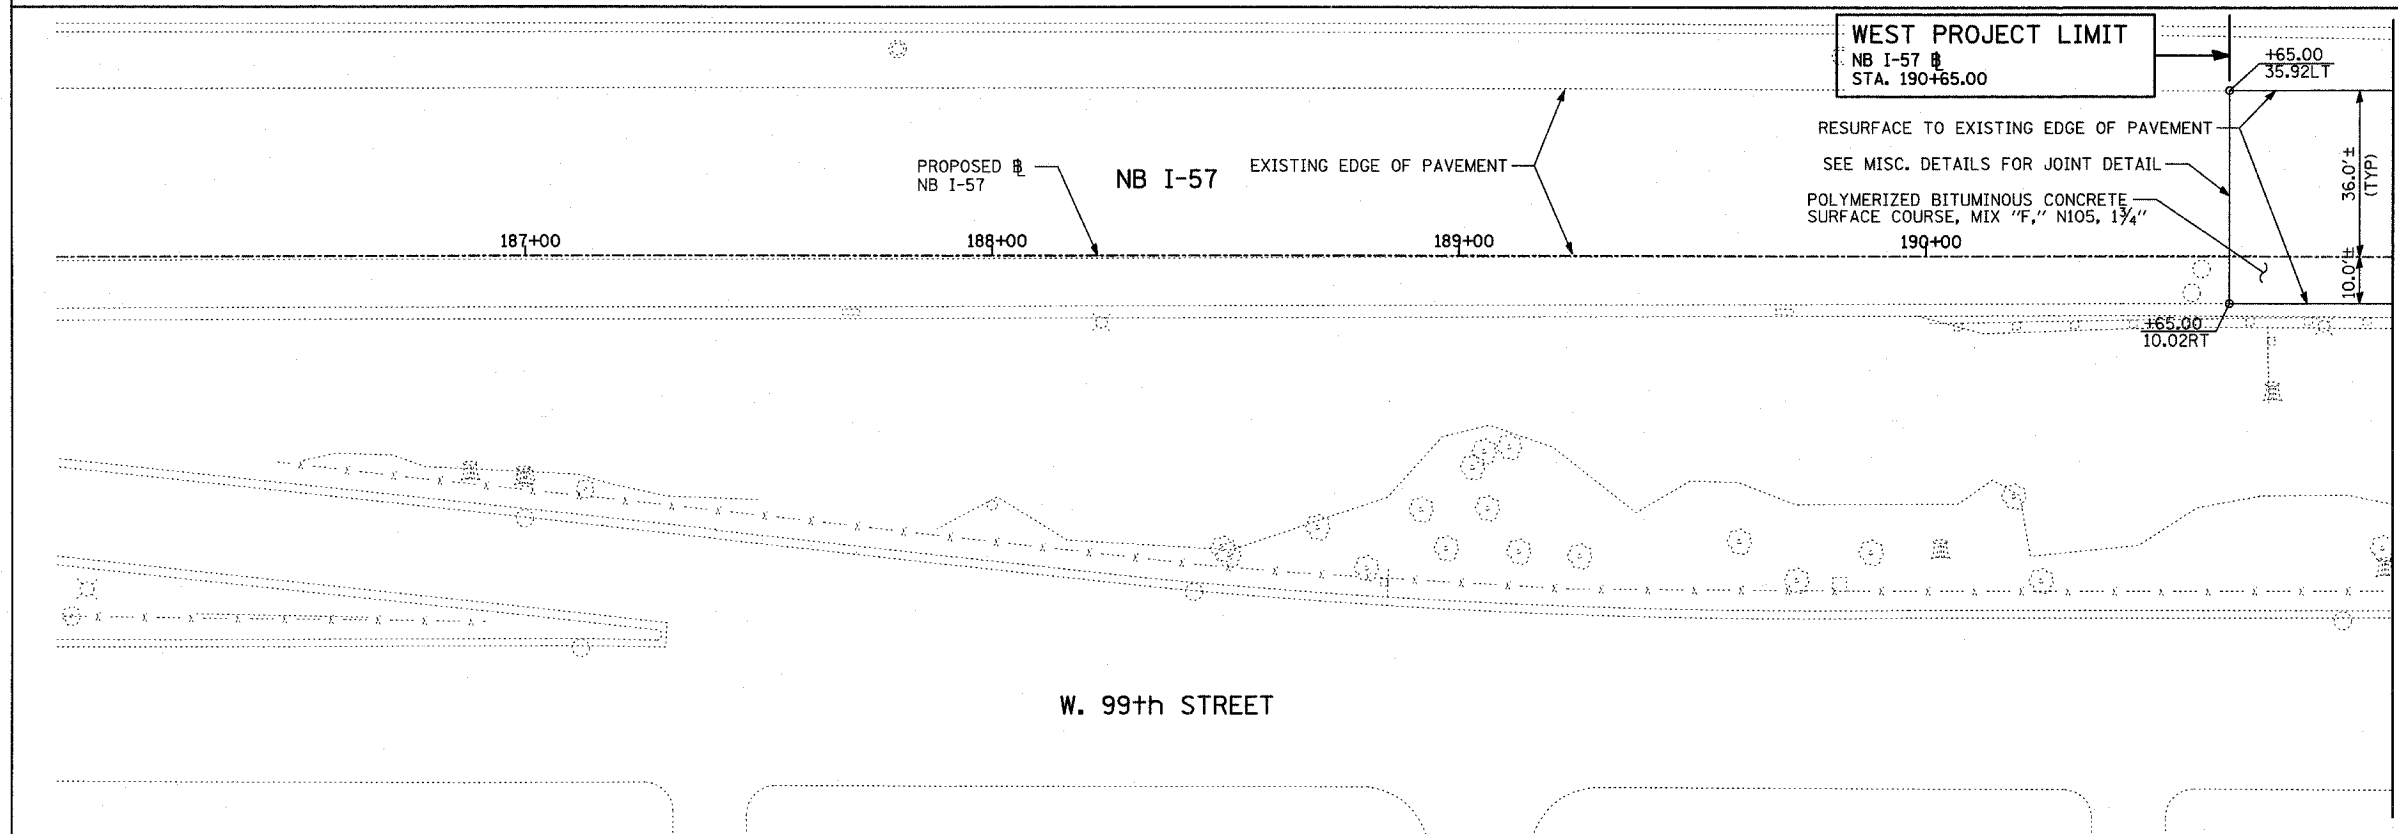 WEST PROJECT LIMIT
NB I-57 ℄
STA. 190+65.00
+65.00
35.92LT
RESURFACE TO EXISTING EDGE OF PAVEMENT
36.0'±
(TYP)
PROPOSED ℄
NB I-57
NB I-57
EXISTING EDGE OF PAVEMENT
SEE MISC. DETAILS FOR JOINT DETAIL
POLYMERIZED BITUMINOUS CONCRETE
SURFACE COURSE, MIX "F," N105, 1¾"
187+00
188+00
189+00
190+00
10.0'±
+65.00
10.02RT
W. 99th STREET